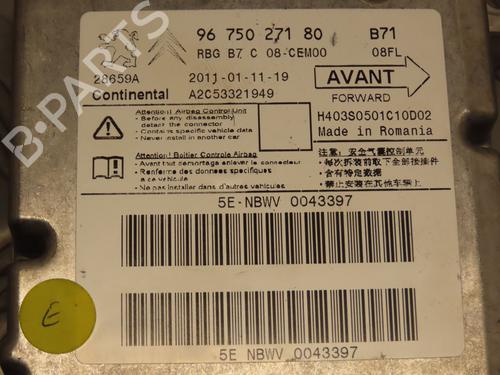 96 750 271 80 B71
RBG B7 C 08-CEM00 08FL
28659A 2011-01-11-19 AVANT
Continental A2C53321949 FORWARD
H403S0501C10D02
Made in Romania
Attention! Airbag Control Unit
- Before any disassembly
detach the connector
- Contains specific vehicle data
- Never install in another car
Attention! Boitier Controle Airbag
- Avant tout démontage enlever le connecteur
- Renferme des données spécifiques
a ce véhicule
- Ne pas installer dans d'autres véhicules
注意: 安全气囊控制单元
- 每次拆装前取下全部接插件
- 含有特定数据
- 禁止安装在其他车辆上
5E-NBWV 0043397
5E NBWV 0043397
E
B-PARTS